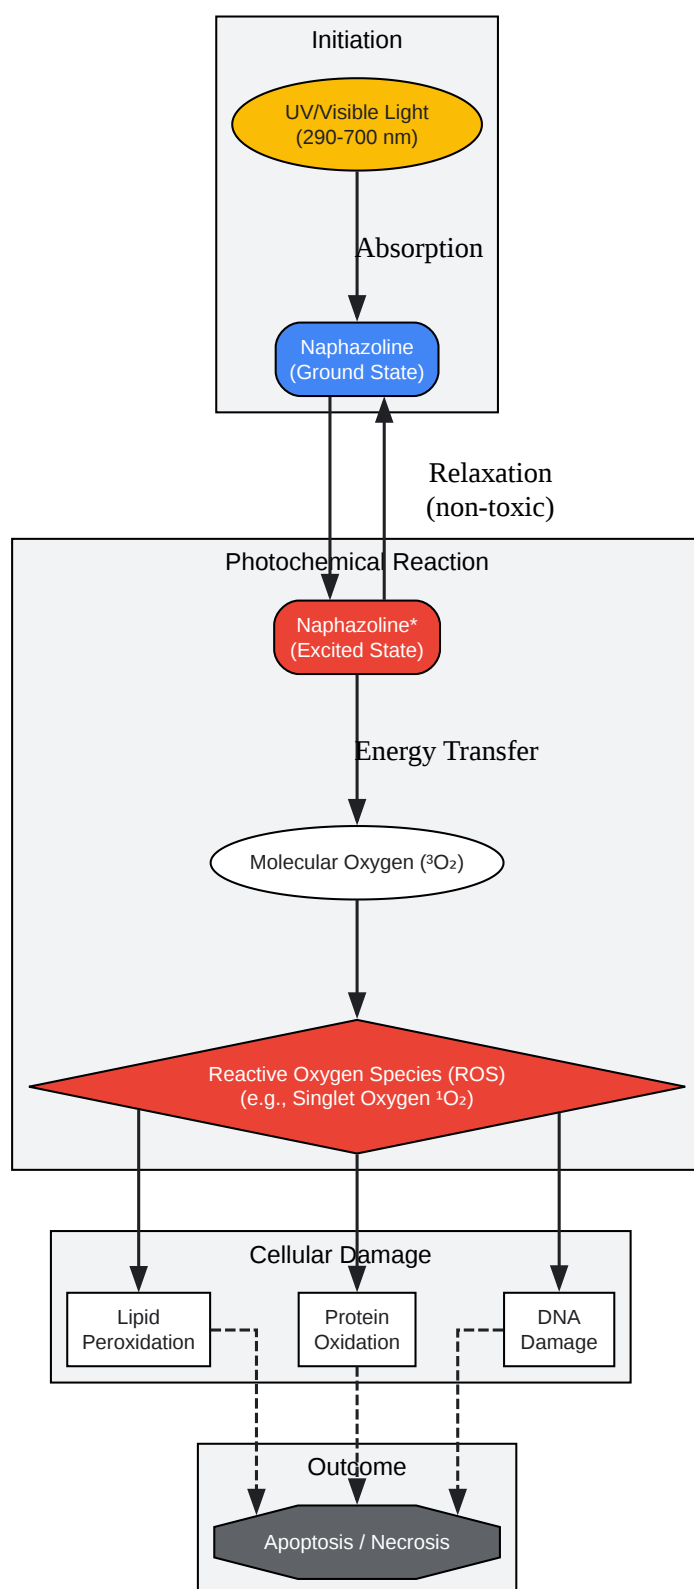 Initiation
UV/Visible Light
(290-700 nm)
Absorption
Naphazoline
(Ground State)
Relaxation
(non-toxic)
Photochemical Reaction
Naphazoline*
(Excited State)
Energy Transfer
Molecular Oxygen (³O₂)
Reactive Oxygen Species (ROS)
(e.g., Singlet Oxygen ¹O₂)
Cellular Damage
Lipid
Peroxidation
Protein
Oxidation
DNA
Damage
Outcome
Apoptosis / Necrosis